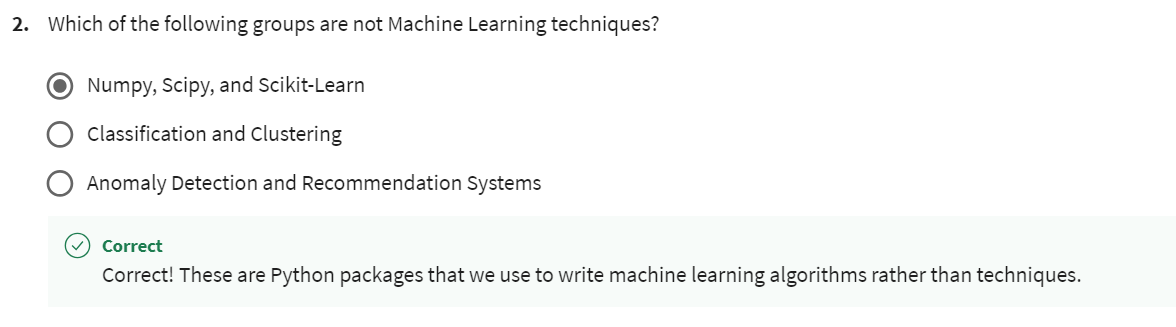 2. Which of the following groups are not Machine Learning techniques?
Numpy, Scipy, and Scikit-Learn
Classification and Clustering
Anomaly Detection and Recommendation Systems
Correct
Correct! These are Python packages that we use to write machine learning algorithms rather than techniques.